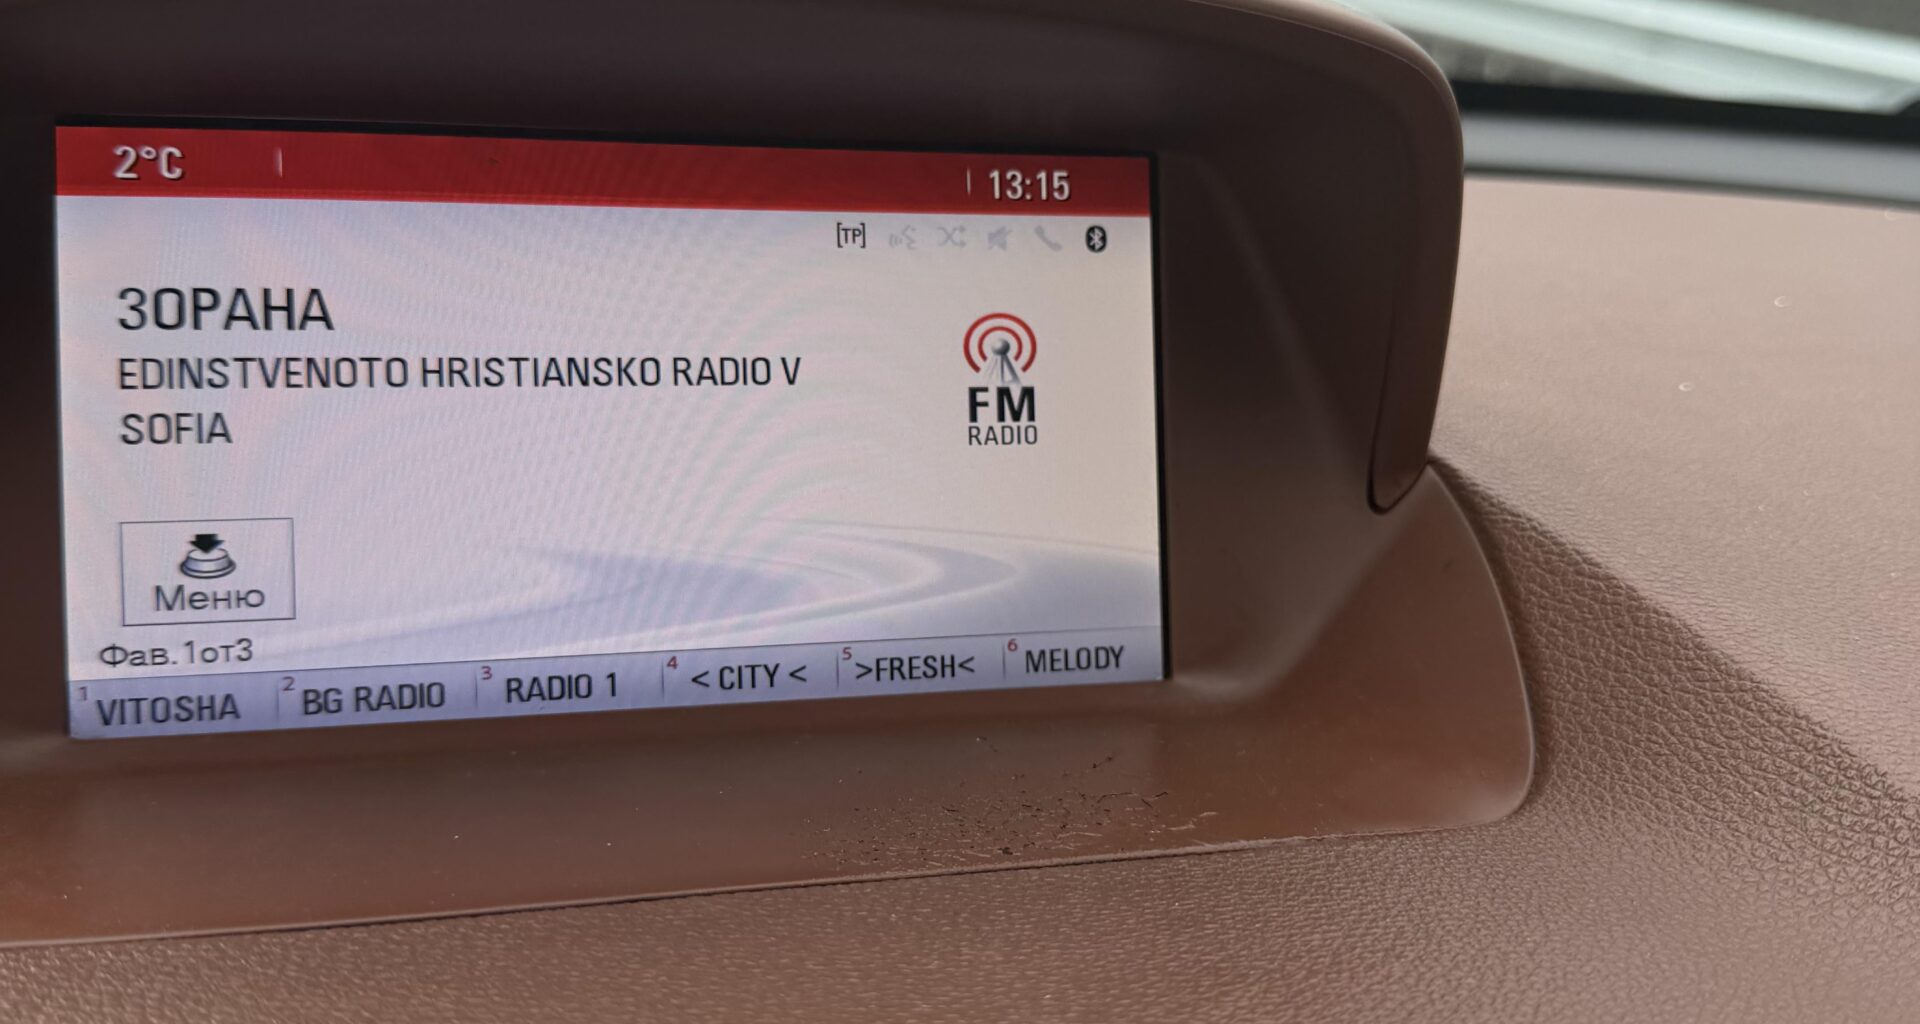 2°C
13:15
[TP]
ЗОРАНА
EDINSTVENOTO HRISTIANSKO RADIO V
SOFIA
FM
RADIO
Меню
Фав.1от3
1 VITOSHA 2 BG RADIO 3 RADIO 1 4 < CITY < 5 >FRESH< 6 MELODY